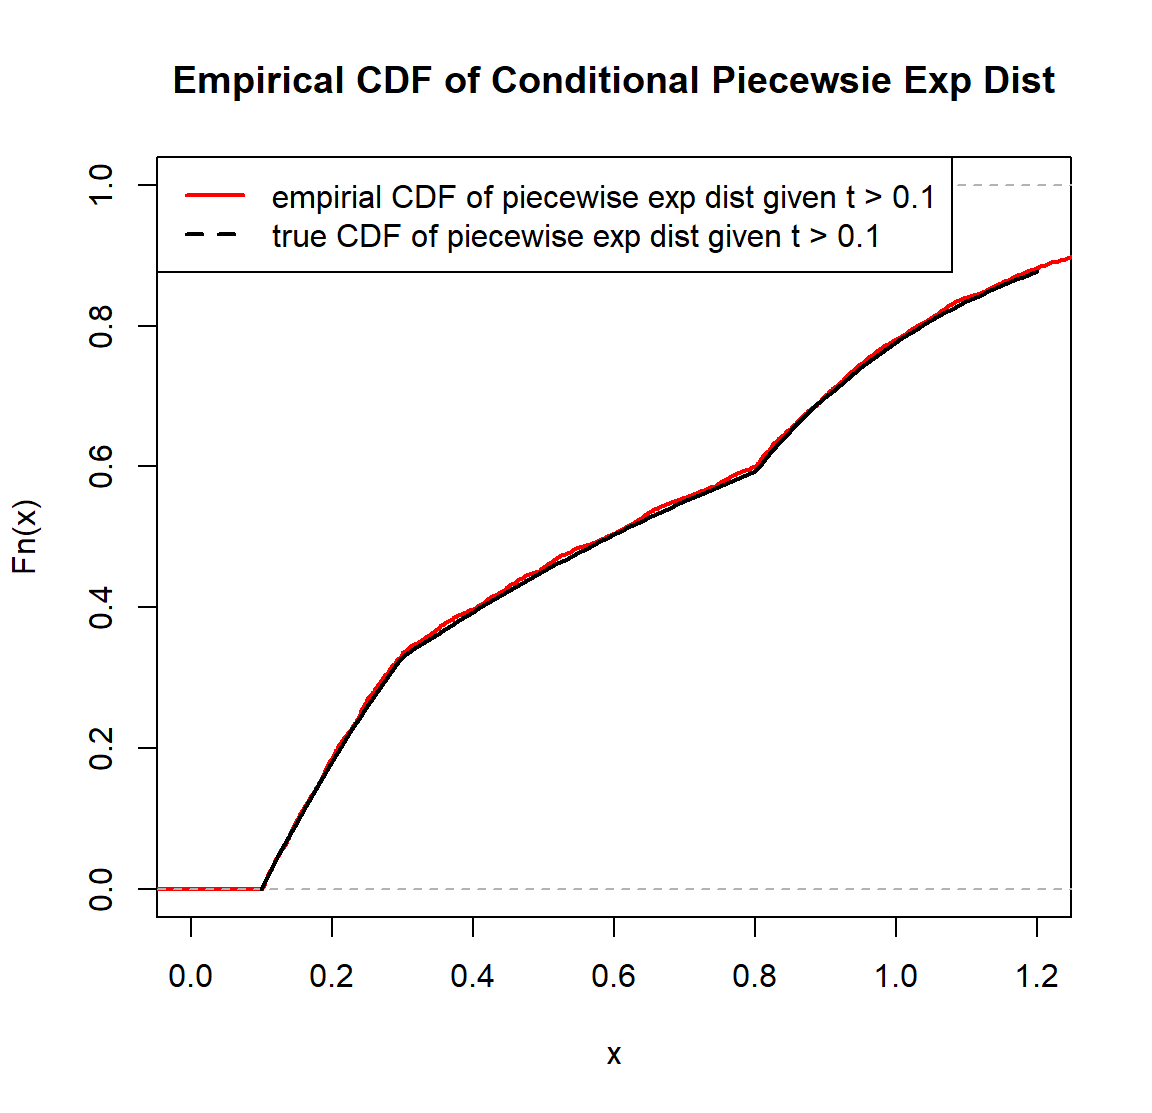 Empirical CDF of Conditional Piecewsie Exp Dist
empirial CDF of piecewise exp dist given t > 0.1
true CDF of piecewise exp dist given t > 0.1
Fn(x)
1.0
0.8
0.6
0.4
0.2
0.0
0.0 0.2 0.4 0.6 0.8 1.0 1.2
x